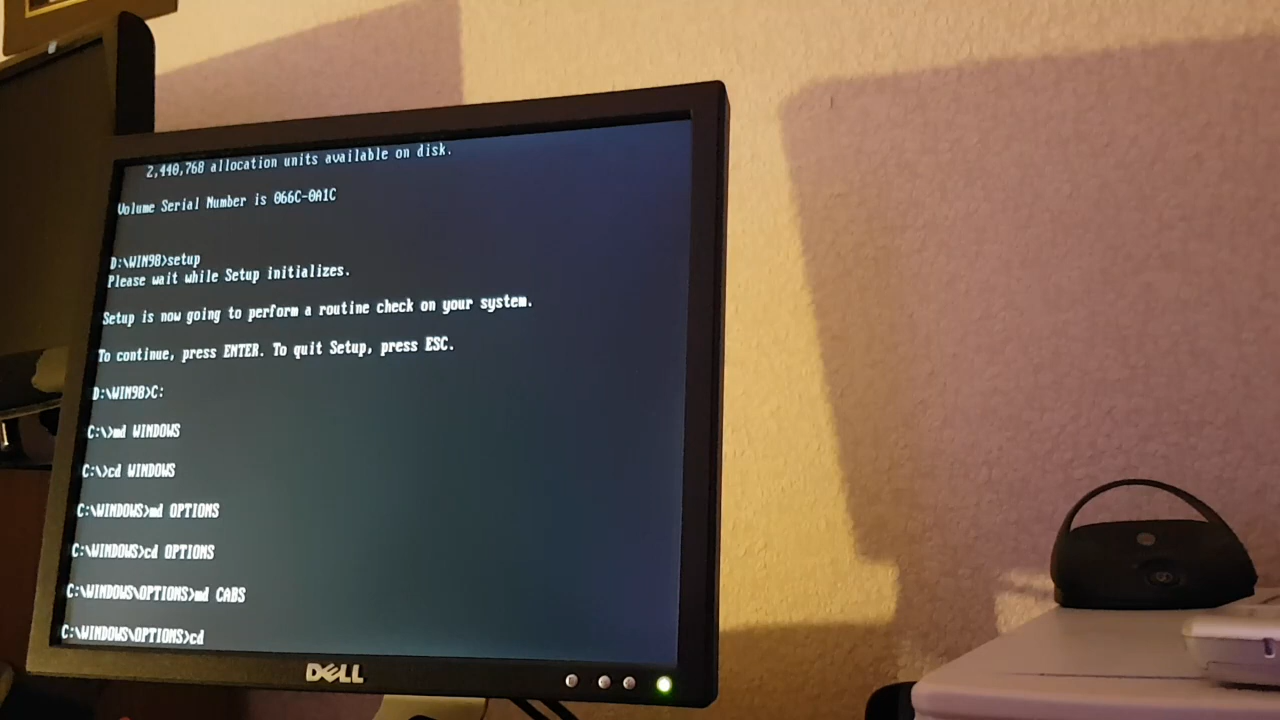 2,440,768 allocation units available on disk.
Volume Serial Number is 066C-0A1C
D:\WIN98>setup
Please wait while Setup initializes.
Setup is now going to perform a routine check on your system.
To continue, press ENTER. To quit Setup, press ESC.
D:\WIN98>C:
C:\>md WINDOWS
C:\>cd WINDOWS
C:\WINDOWS>md OPTIONS
C:\WINDOWS>cd OPTIONS
C:\WINDOWS\OPTIONS>md CABS
C:\WINDOWS\OPTIONS>cd
DELL